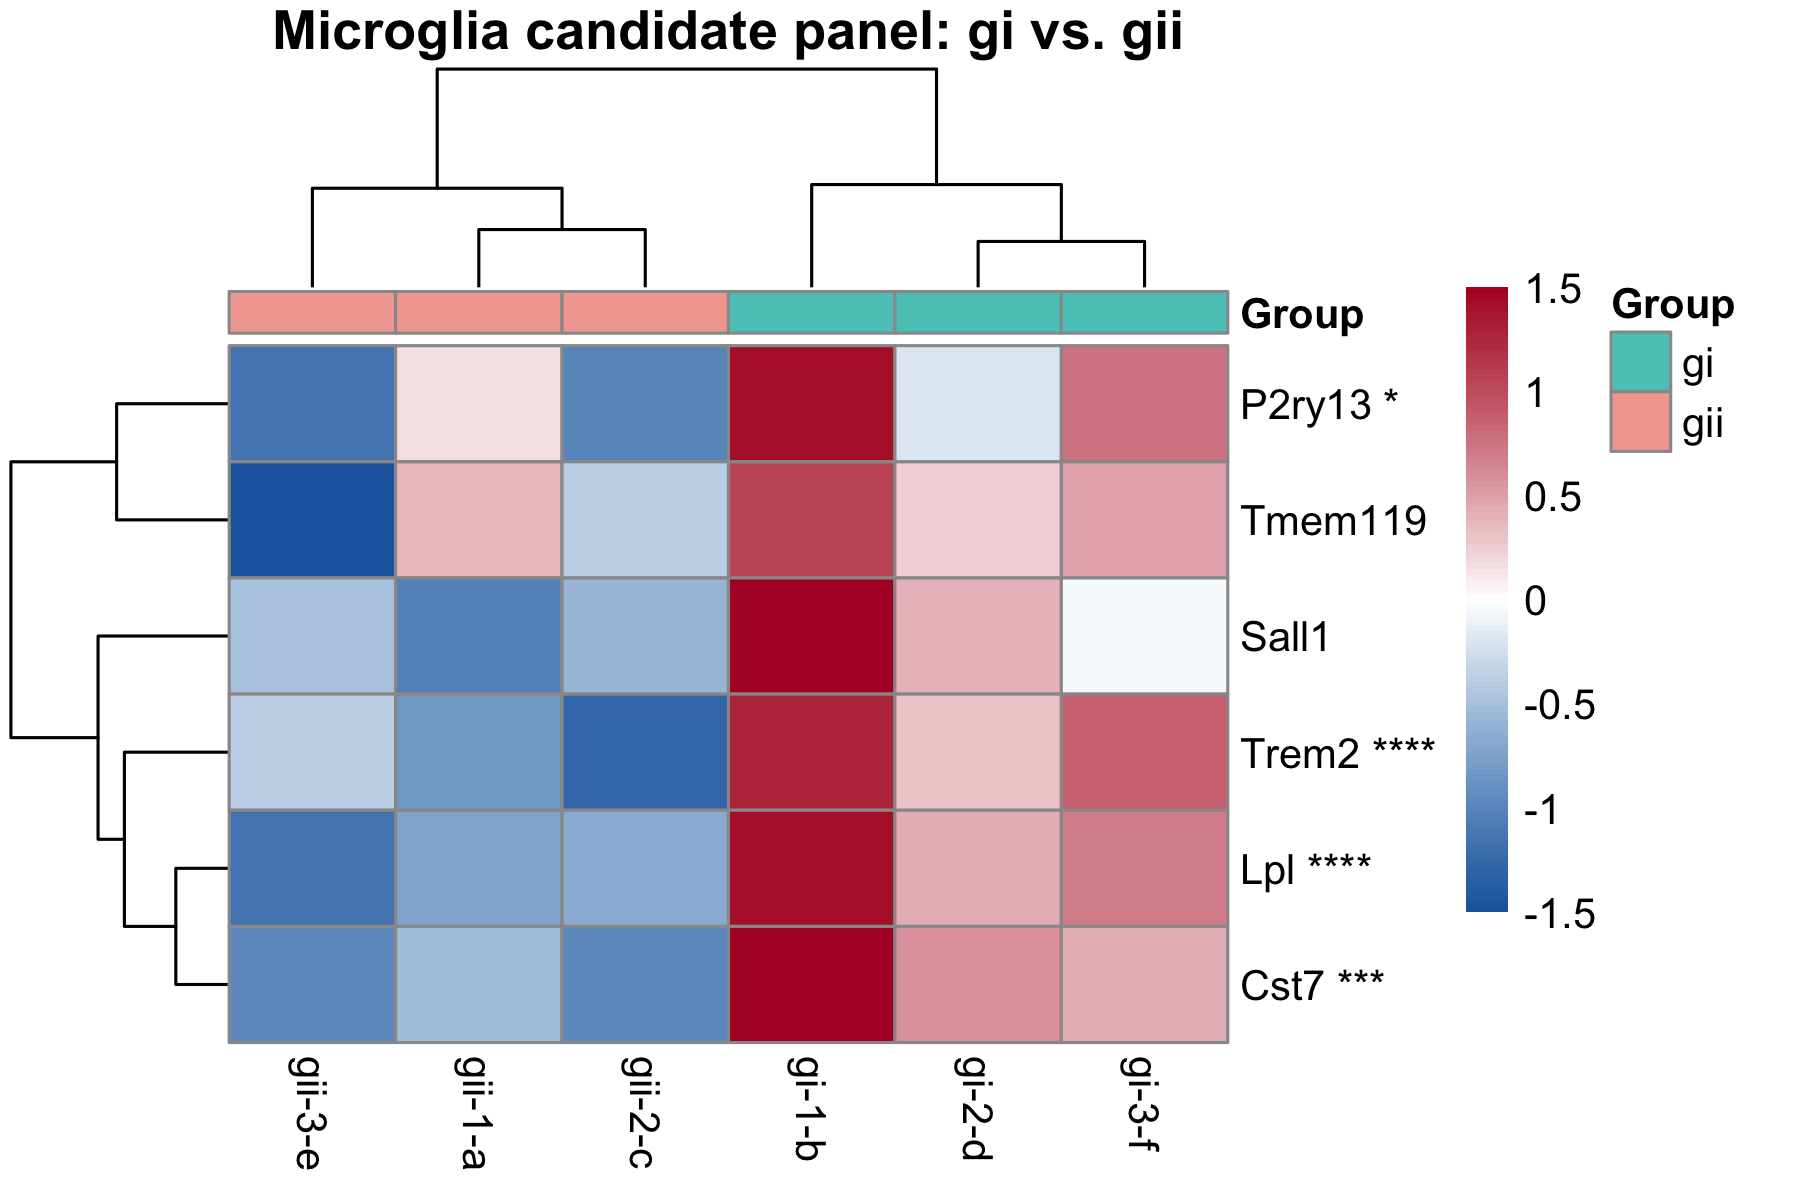 Microglia candidate panel: gi vs. gii
Group
P2ry13 *
Tmem119
Sall1
Trem2 ****
Lpl ****
Cst7 ***
gii-3-e
gii-1-a
gii-2-c
gi-1-b
gi-2-d
gi-3-f
1.5
1
0.5
0
-0.5
-1
-1.5
Group
gi
gii